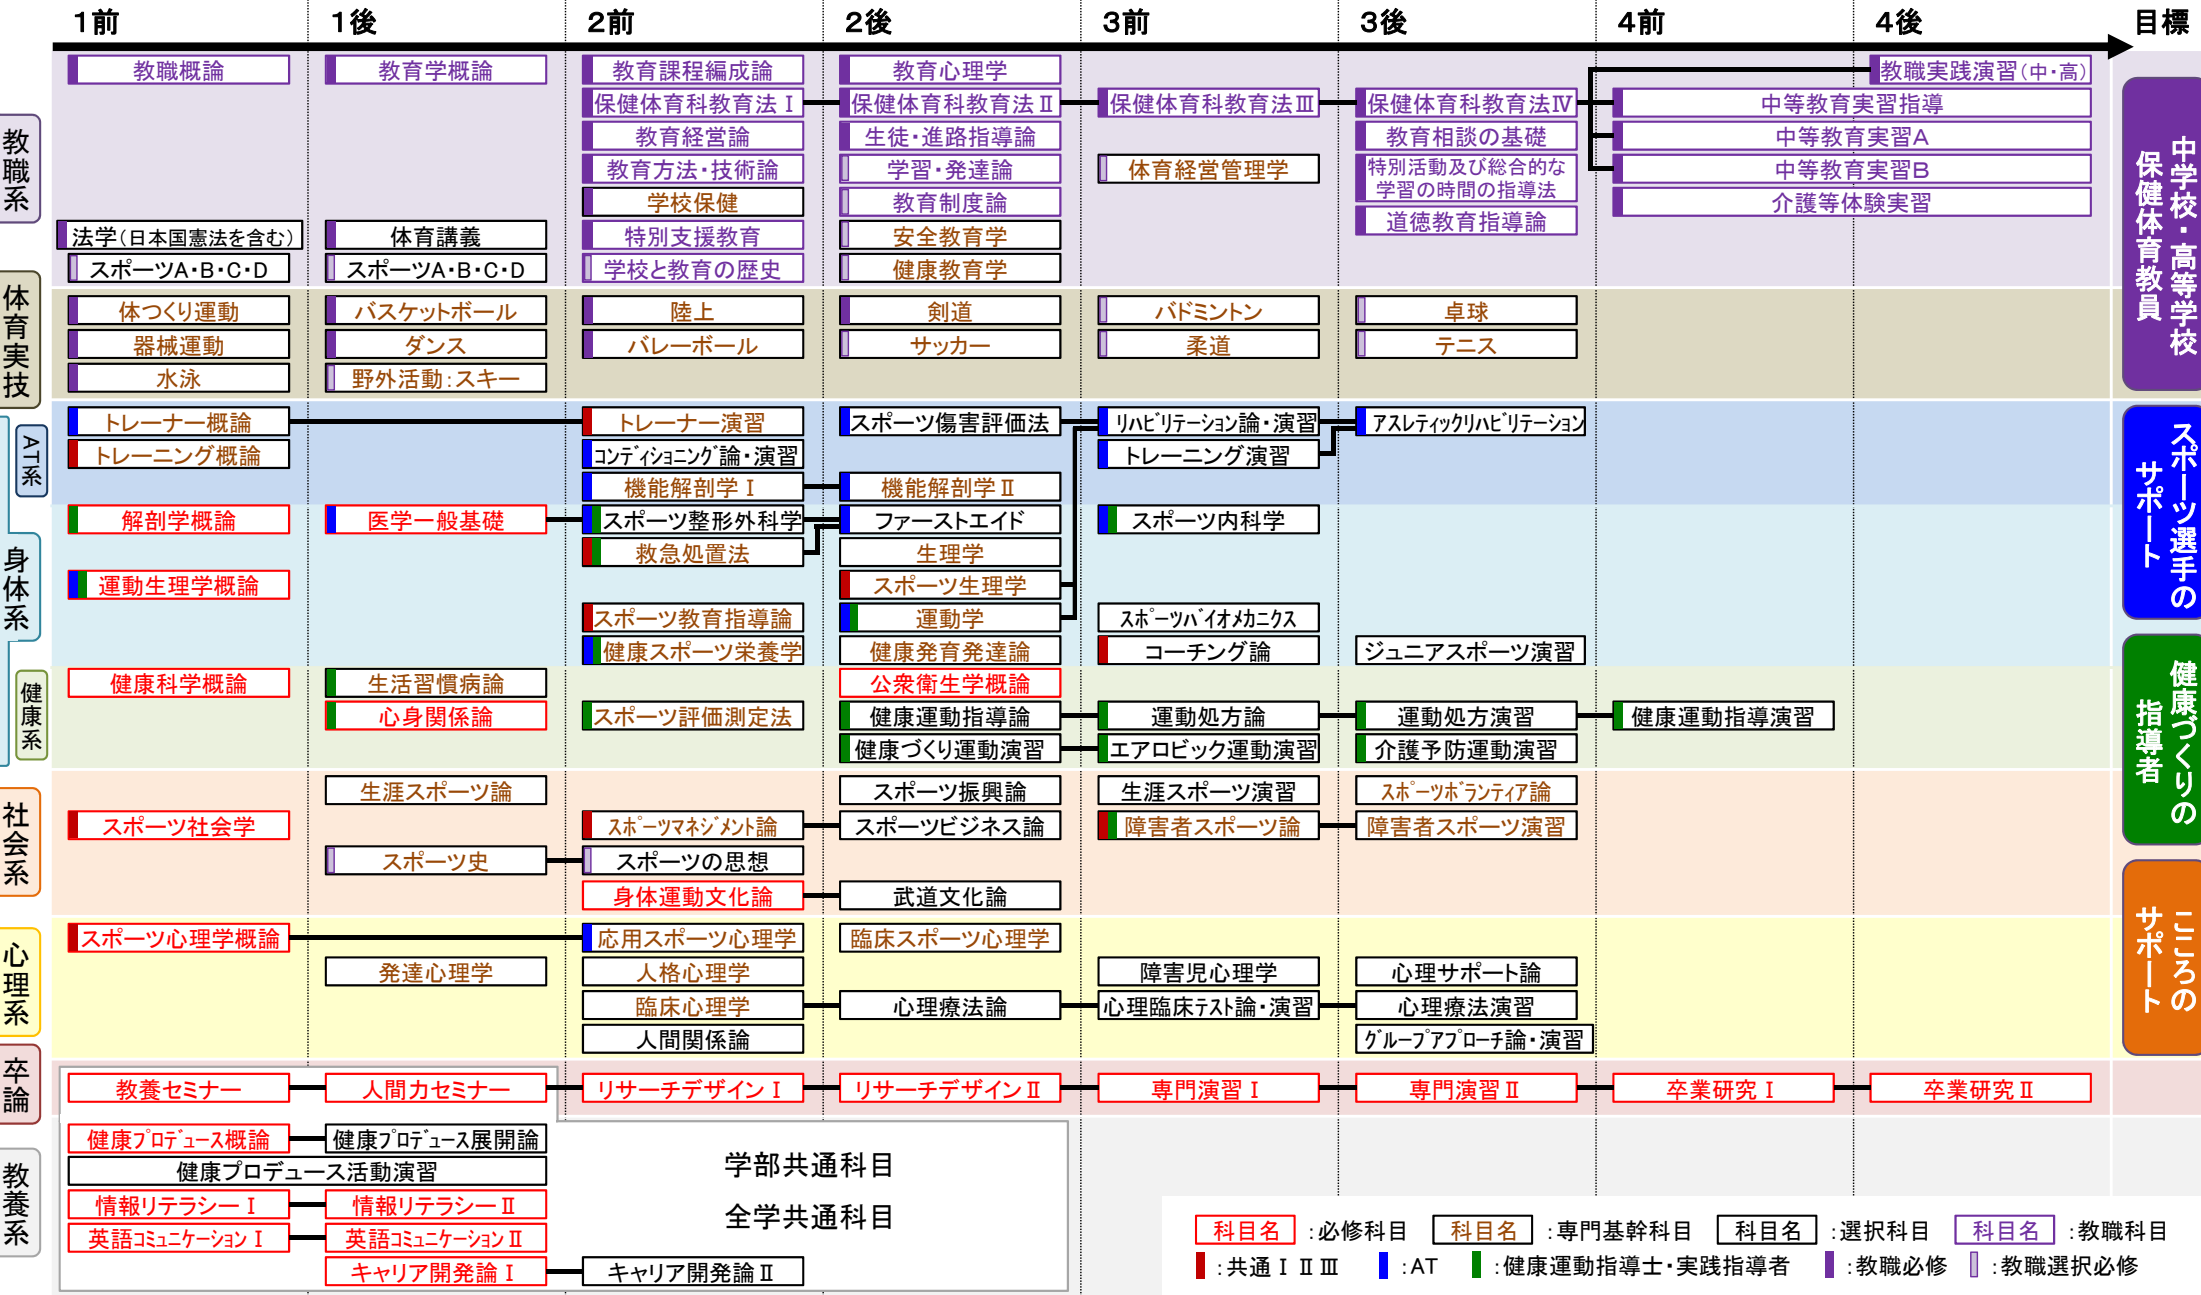 1前
1後
2前
2後
3前
3後
4前
4後
目標
教職系
教職概論
教育学概論
教育課程編成論
教育心理学
教職実践演習(中・高)
保健体育科教育法Ⅰ
保健体育科教育法Ⅱ
保健体育科教育法Ⅲ
保健体育科教育法Ⅳ
中等教育実習指導
教育経営論
生徒・進路指導論
教育相談の基礎
中等教育実習A
教育方法・技術論
学習・発達論
体育経営管理学
特別活動及び総合的な
学習の時間の指導法
中等教育実習B
学校保健
教育制度論
道徳教育指導論
介護等体験実習
法学(日本国憲法を含む)
体育講義
特別支援教育
安全教育学
スポーツA・B・C・D
スポーツA・B・C・D
学校と教育の歴史
健康教育学
体育実技
体つくり運動
バスケットボール
陸上
剣道
バドミントン
卓球
器械運動
ダンス
バレーボール
サッカー
柔道
テニス
水泳
野外活動：スキー
中学校・高等学校
保健体育教員
AT系
トレーナー概論
トレーナー演習
スポーツ傷害評価法
リハビリテーション論・演習
アスレティックリハビリテーション
トレーニング概論
コンディショニング論・演習
トレーニング演習
機能解剖学Ⅰ
機能解剖学Ⅱ
身体系
解剖学概論
医学一般基礎
スポーツ整形外科学
ファーストエイド
スポーツ内科学
救急処置法
生理学
運動生理学概論
スポーツ生理学
スポーツ教育指導論
運動学
スポーツバイオメカニクス
健康スポーツ栄養学
健康発育発達論
コーチング論
ジュニアスポーツ演習
スポーツ選手の
サポート
健康系
健康科学概論
生活習慣病論
公衆衛生学概論
心身関係論
スポーツ評価測定法
健康運動指導論
運動処方論
運動処方演習
健康運動指導演習
健康づくり運動演習
エアロビック運動演習
介護予防運動演習
健康づくりの
指導者
社会系
生涯スポーツ論
スポーツ振興論
生涯スポーツ演習
スポーツボランティア論
スポーツ社会学
スポーツマネジメント論
スポーツビジネス論
障害者スポーツ論
障害者スポーツ演習
スポーツ史
スポーツの思想
身体運動文化論
武道文化論
心理系
スポーツ心理学概論
応用スポーツ心理学
臨床スポーツ心理学
発達心理学
人格心理学
障害児心理学
心理サポート論
臨床心理学
心理療法論
心理臨床テスト論・演習
心理療法演習
人間関係論
グループアプローチ論・演習
こころの
サポート
卒論
教養セミナー
人間力セミナー
リサーチデザインⅠ
リサーチデザインⅡ
専門演習Ⅰ
専門演習Ⅱ
卒業研究Ⅰ
卒業研究Ⅱ
教養系
健康プロデュース概論
健康プロデュース展開論
健康プロデュース活動演習
情報リテラシーⅠ
情報リテラシーⅡ
英語コミュニケーションⅠ
英語コミュニケーションⅡ
キャリア開発論Ⅰ
キャリア開発論Ⅱ
学部共通科目
全学共通科目
科目名：必修科目
科目名：専門基幹科目
科目名：選択科目
科目名：教職科目
：共通ⅠⅡⅢ
：AT
：健康運動指導士・実践指導者
：教職必修
：教職選択必修